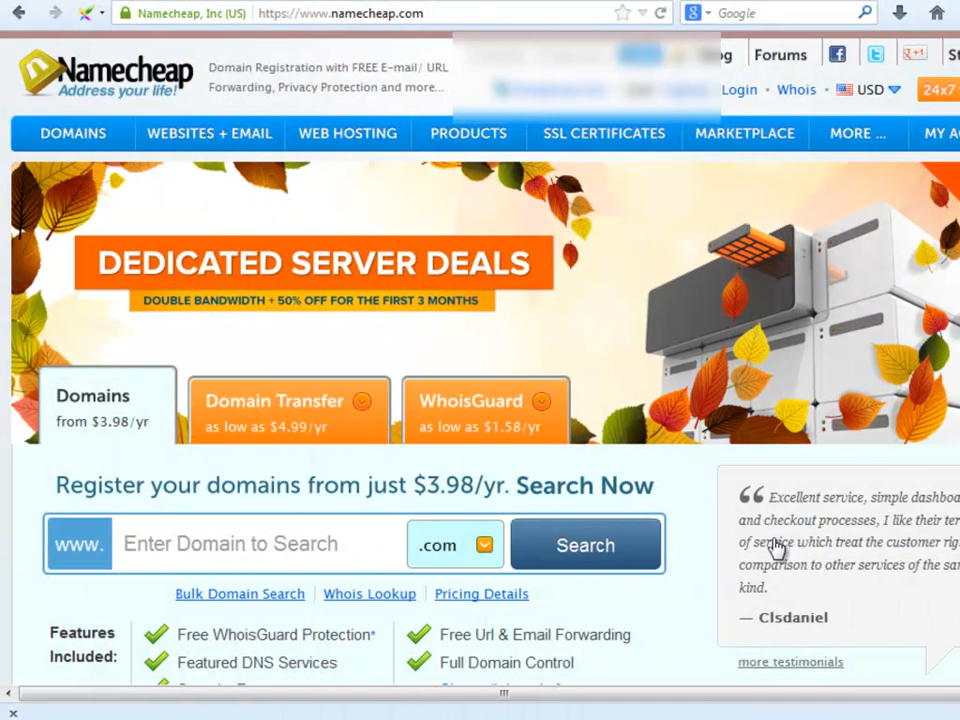 Namecheap, Inc (US) https://www.namecheap.com Google
Namecheap
Address your life!
Domain Registration with FREE E-mail/ URL
Forwarding, Privacy Protection and more...
Forums
Login • Whois • USD 24x7
DOMAINS WEBSITES + EMAIL WEB HOSTING PRODUCTS SSL CERTIFICATES MARKETPLACE MORE ... MY
DEDICATED SERVER DEALS
DOUBLE BANDWIDTH + 50% OFF FOR THE FIRST 3 MONTHS
Domains
from $3.98/yr
Domain Transfer
as low as $4.99/yr
WhoisGuard
as low as $1.58/yr
Register your domains from just $3.98/yr. Search Now
www. Enter Domain to Search .com Search
Bulk Domain Search Whois Lookup Pricing Details
Features
Included:
Free WhoisGuard Protection*
Free Url & Email Forwarding
Featured DNS Services
Full Domain Control
Excellent service, simple
and checkout processes, I like their
of service which treat the customer
comparison to other services of the
kind.
— Clsdaniel
more testimonials